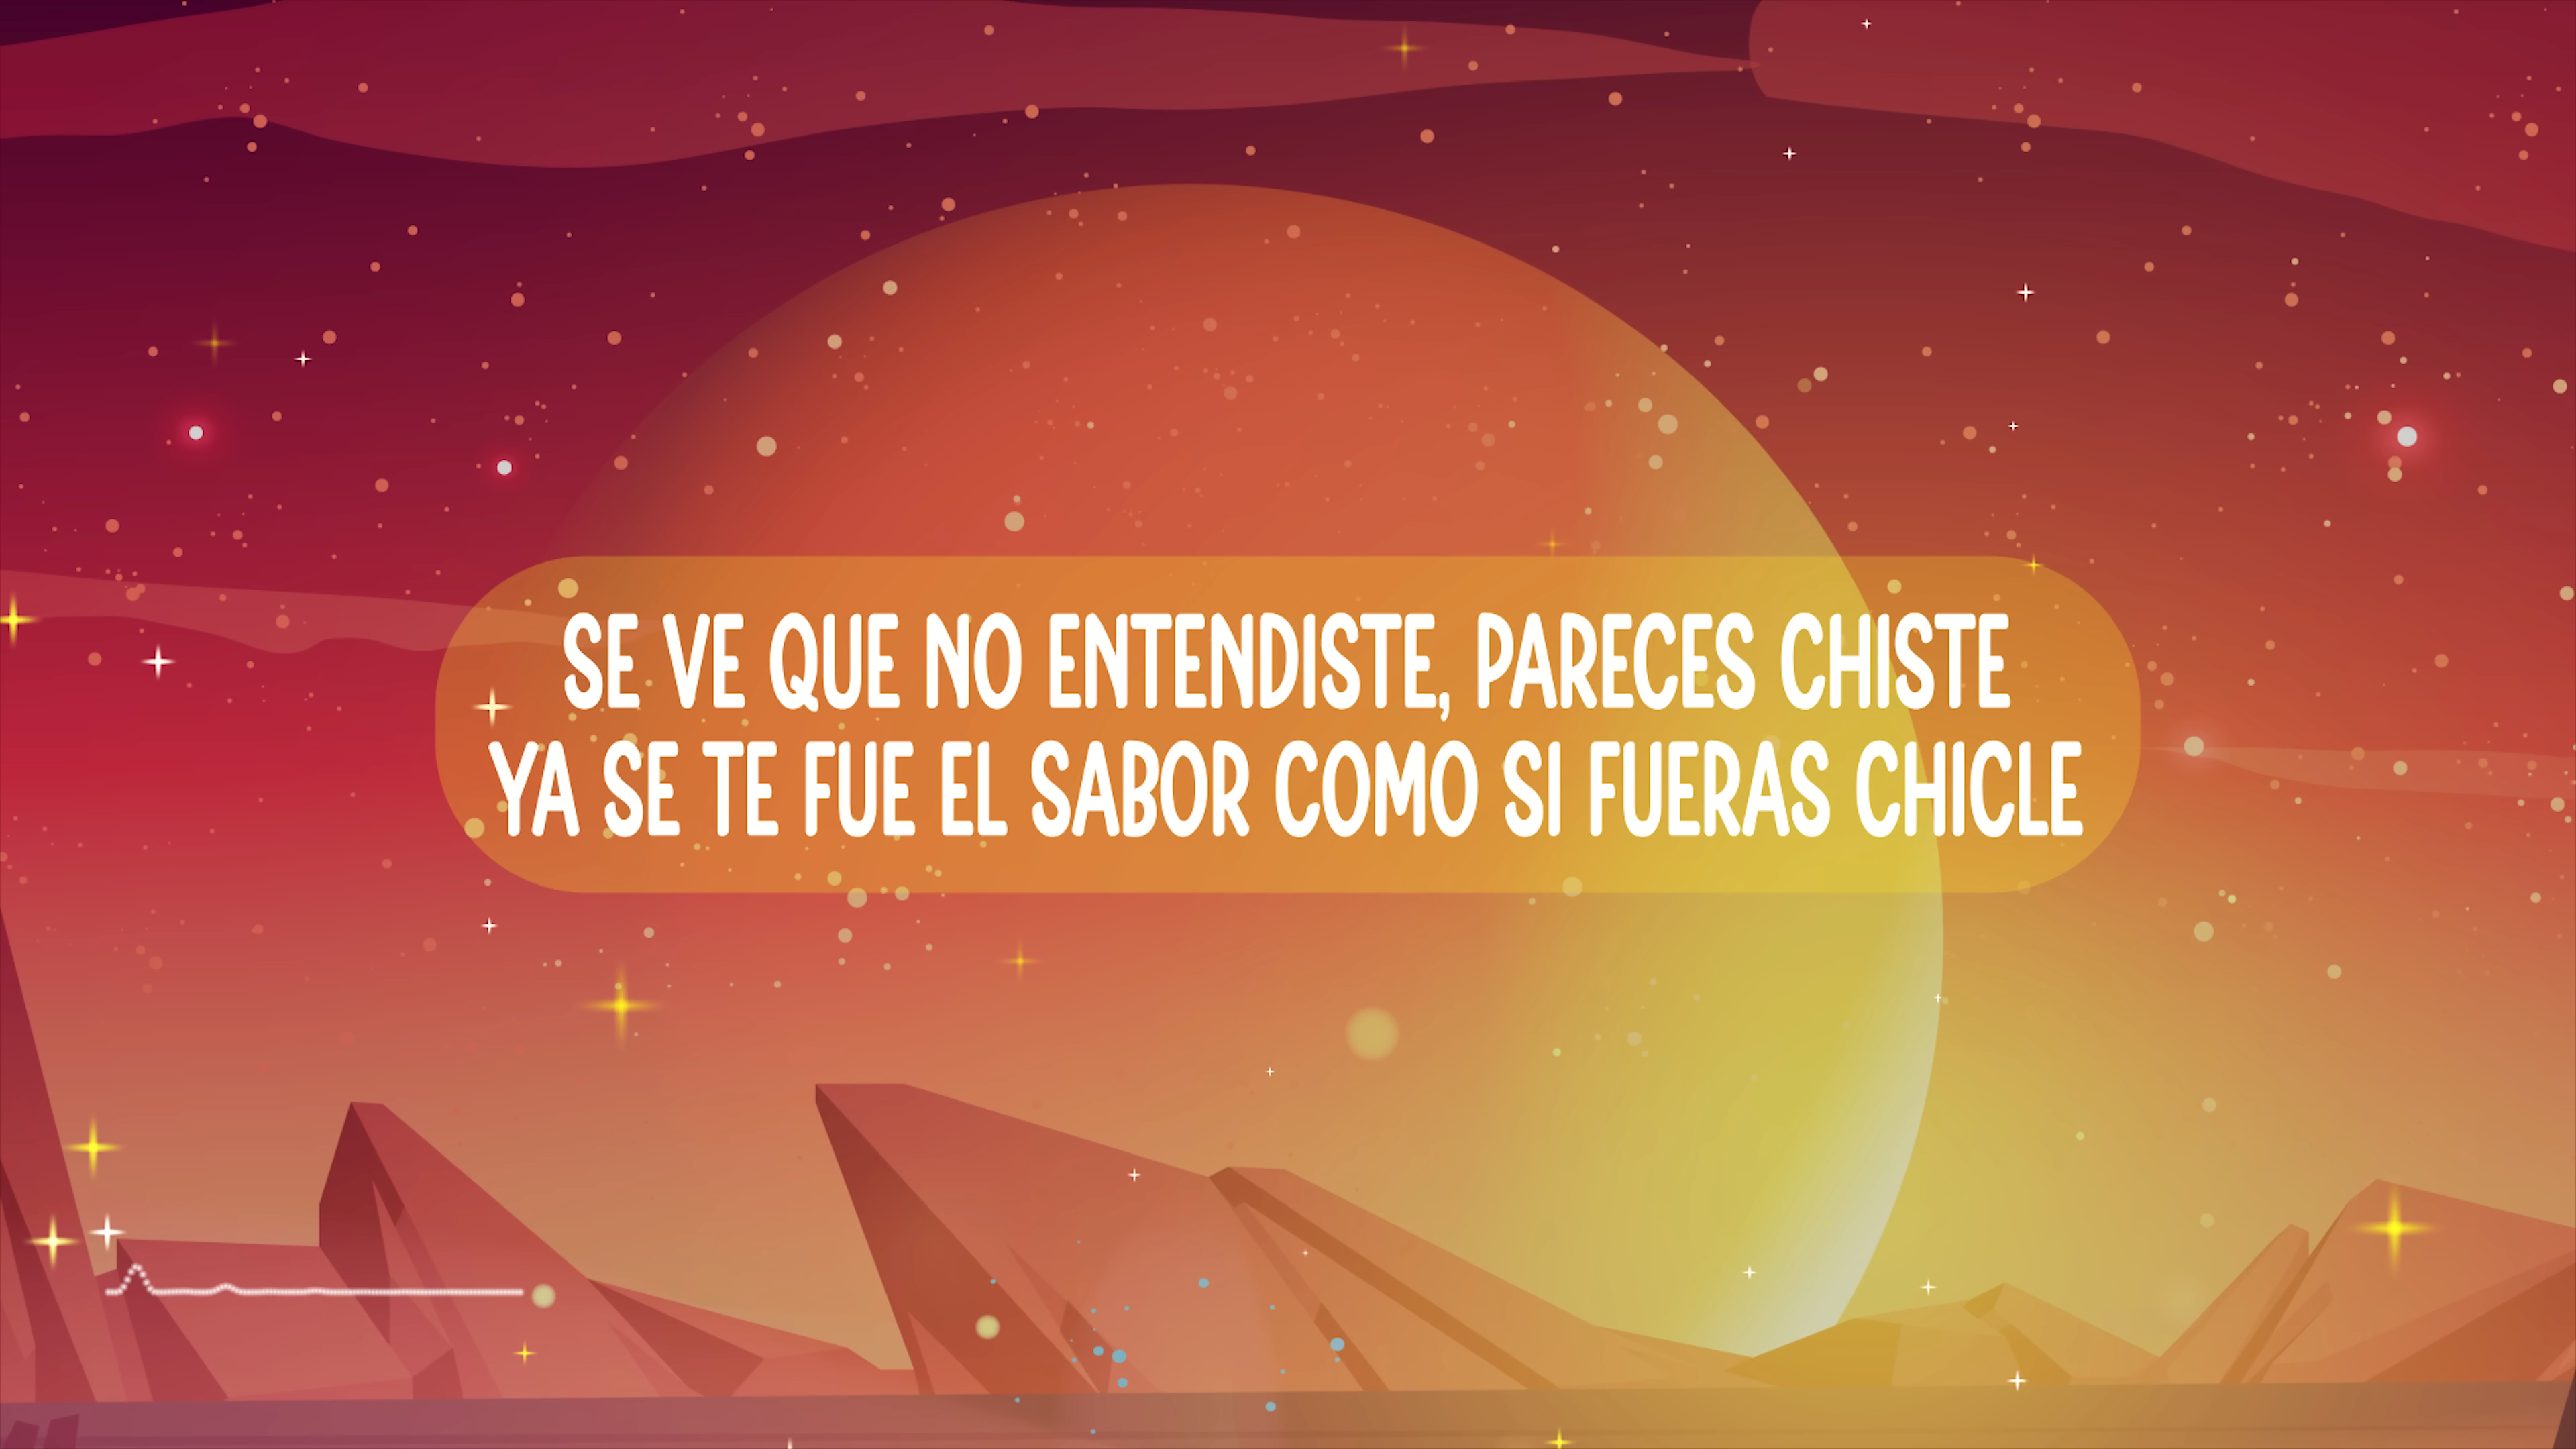 SE VE QUE NO ENTENDISTE, PARECES CHISTE
YA SE TE FUE EL SABOR COMO SI FUERAS CHICLE